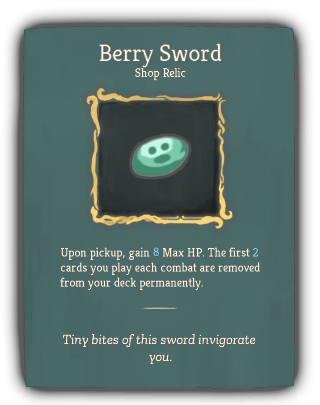 Berry Sword
Shop Relic
Upon pickup, gain 8 Max HP. The first 2
cards you play each combat are removed
from your deck permanently.
Tiny bites of this sword invigorate
you.